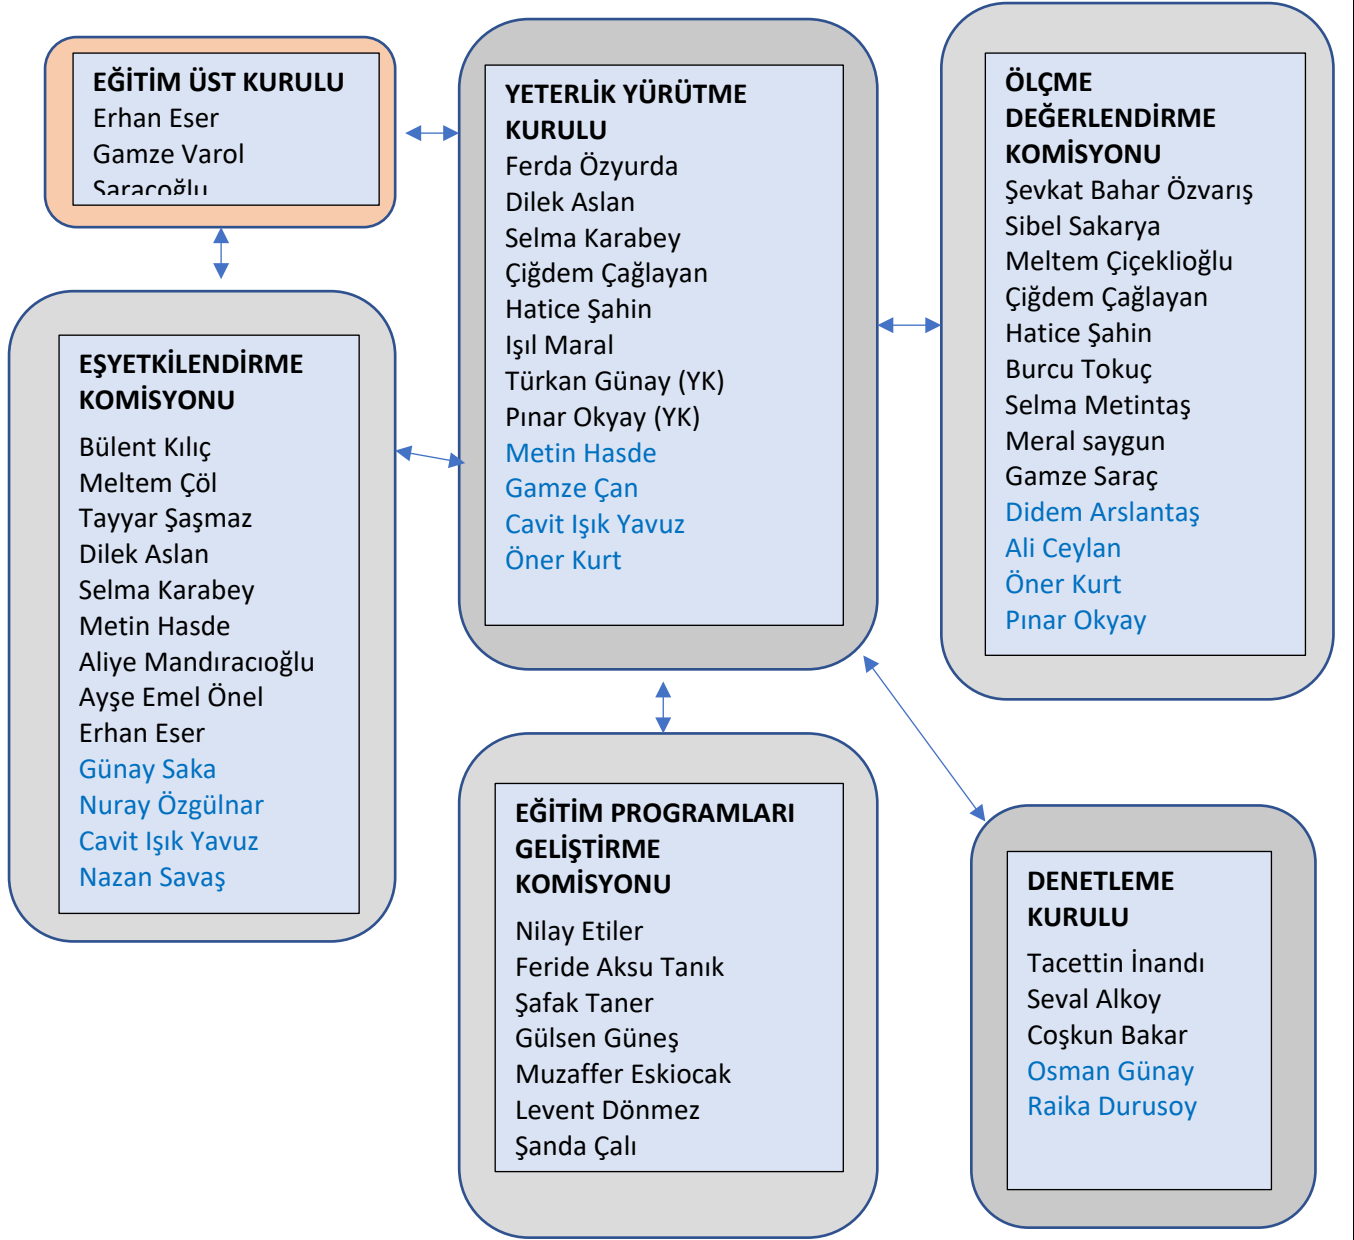 EĞİTİM ÜST KURULU
Erhan Eser
Gamze Varol
Saraçoğlu
YETERLİK YÜRÜTME
KURULU
Ferda Özyurda
Dilek Aslan
Selma Karabey
Çiğdem Çağlayan
Hatice Şahin
Işıl Maral
Türkan Günay (YK)
Pınar Okyay (YK)
Metin Hasde
Gamze Çan
Cavit Işık Yavuz
Öner Kurt
ÖLÇME
DEĞERLENDİRME
KOMİSYONU
Şevkat Bahar Özvarış
Sibel Sakarya
Meltem Çiçeklioğlu
Çiğdem Çağlayan
Hatice Şahin
Burcu Tokuç
Selma Metintaş
Meral saygun
Gamze Saraç
Didem Arslantaş
Ali Ceylan
Öner Kurt
Pınar Okyay
EŞYETKİLENDİRME
KOMİSYONU
Bülent Kılıç
Meltem Çöl
Tayyar Şaşmaz
Dilek Aslan
Selma Karabey
Metin Hasde
Aliye Mandıracıoğlu
Ayşe Emel Önel
Erhan Eser
Günay Saka
Nuray Özgülnar
Cavit Işık Yavuz
Nazan Savaş
EĞİTİM PROGRAMLARI
GELİŞTİRME
KOMİSYONU
Nilay Etiler
Feride Aksu Tanık
Şafak Taner
Gülsen Güneş
Muzaffer Eskiocak
Levent Dönmez
Şanda Çalı
DENETLEME
KURULU
Tacettin İnandı
Seval Alkoy
Coşkun Bakar
Osman Günay
Raika Durusoy